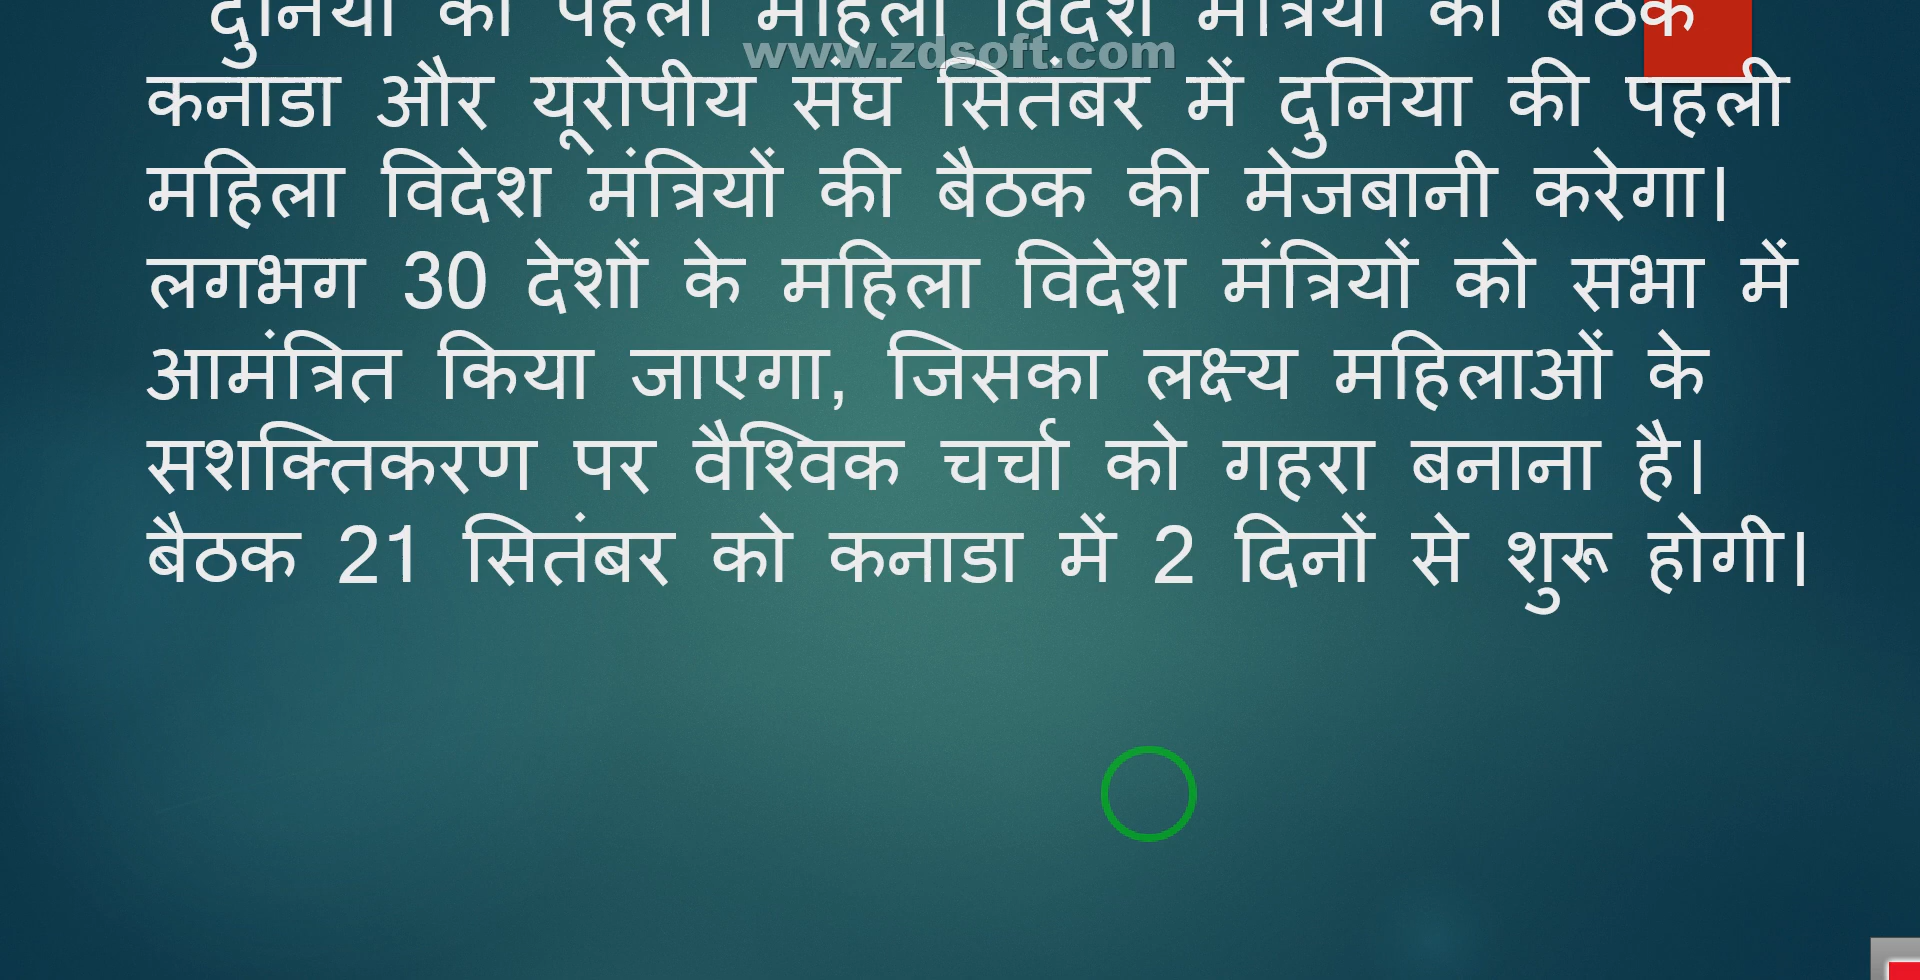 दुनिया की पहली महिला विदेश मंत्रियों की बैठक
www.zdsoft.com
कनाडा और यूरोपीय संघ सितंबर में दुनिया की पहली
महिला विदेश मंत्रियों की बैठक की मेजबानी करेगा।
लगभग 30 देशों के महिला विदेश मंत्रियों को सभा में
आमंत्रित किया जाएगा, जिसका लक्ष्य महिलाओं के
सशक्तिकरण पर वैश्विक चर्चा को गहरा बनाना है।
बैठक 21 सितंबर को कनाडा में 2 दिनों से शुरू होगी।